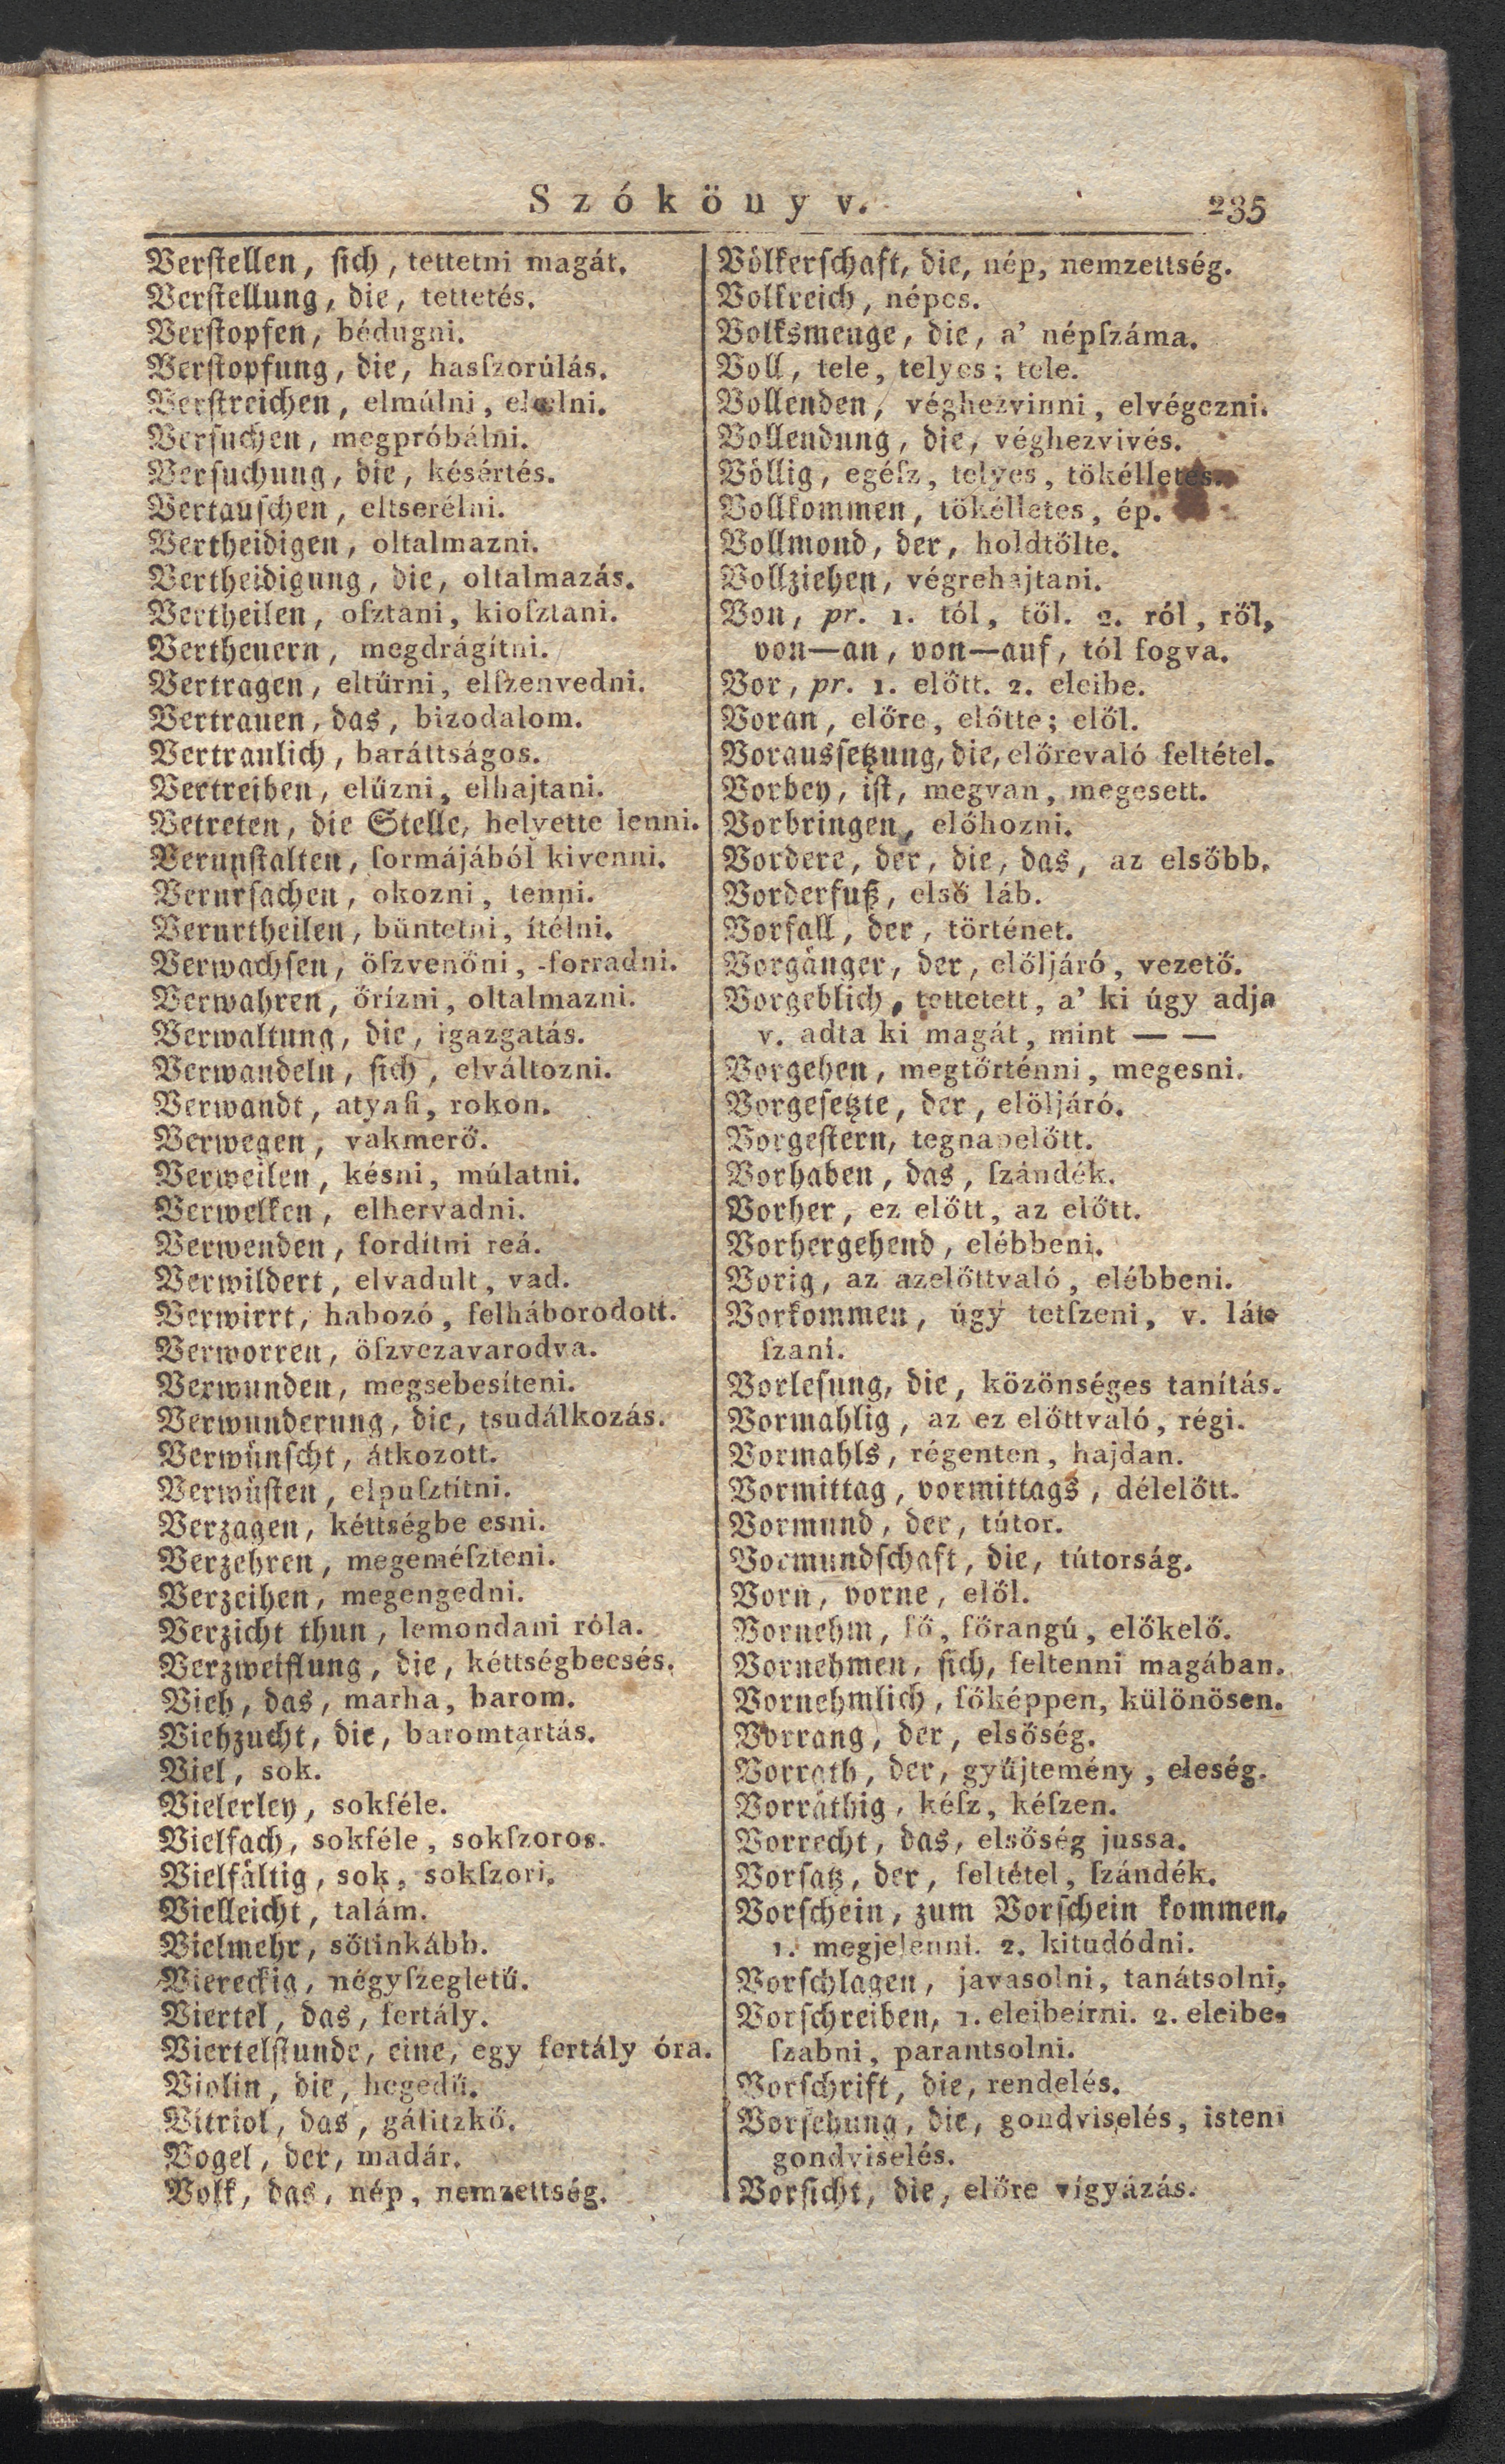 Szókönyv. 235
Verſtellen, ſich, tettetni magát.
Verſtellung, die, tettetés.
Verſtopfen, bédugni.
Verſtopfung, die, hasſzorúlás.
Verſtreichen, elmúlni,
Verſuchen, megpróbálni.
Verſuchung, die, késértés.
Vertauſchen, eltserélni.
Vertheidigen, oltalmazni.
Vertheidigung, die, oltalmazás.
Vertheilen, oſztani, kioſztani.
Vertheuern, megdrágítni.
Vertragen, eltűrni, elſzenvedni.
Vertrauen, das, bizodalom.
Vertraulich, baráttságos.
Vertreiben, elűzni, elhajtani.
Vetreten, die Stelle, helyette lenni.
Verunſtalten, formájából kivenni.
Verurſachen, okozni, tenni.
Verurtheilen, büntetni, ítélni.
Verwachſen, öſzvenőni, -forradni.
Verwahren, őrízni, oltalmazni.
Verwaltung, die, igazgatás.
Verwandeln, ſich, elváltozni.
Verwandt, atyafi, rokon.
Verwegen, vakmerő.
Verweilen, késni, múlatni.
Verwelken, elhervadni.
Verwenden, fordítni reá.
Verwildert, elvadult, vad.
Verwirrt, habozó, felháborodott.
Verworren, öſzvezavarodva.
Verwunden, megsebesíteni.
Verwunderung, die, tsudálkozás.
Verwünſcht, átkozott.
Verwüſten, elpuſztítni.
Verzagen, kéttségbe esni.
Verzehren, megeméſzteni.
Verzeihen, megengedni.
Verzicht thun, lemondani róla.
Verzweiflung, die, kéttségbeesés.
Vieh, das, marha, barom.
Viehzucht, die, baromtartás.
Viel, sok.
Vielerley, sokféle.
Vielfach, sokféle, sokſzoros.
Vielfältig, sok, sokſzori.
Vielleicht, talám.
Vielmehr, sőtinkább.
Viereckig, négyſzegletű.
Viertel, das, fertály.
Viertelſtunde, eine, egy fertály óra.
Violin, die, hegedű.
Vitriol, das, gálitzkő.
Vogel, der, madár.
Volk, das, nép, nemzettség.
Völkerſchaft, die, nép, nemzettség.
Volkreich, népes.
Volksmenge, die, a' népſzáma.
Voll, tele, telyes; tele.
Vollenden, véghezvinni, elvégezni.
Vollendung, die, véghezvivés.
Völlig, egéſz, telyes, tökélletes.
Vollkommen, tökélletes, ép.
Vollmond, der, holdtőlte.
Vollziehen, végrehajtani.
Von, pr. 1. tól, től. 2. ról, ről,
von—an, von—auf, tól fogva.
Vor, pr. 1. előtt. 2. eleibe.
Voran, előre, előtte; elől.
Vorausſetzung, die, előrevaló feltétel.
Vorbey, iſt, megvan, megesett.
Vorbringen, előhozni.
Vordere, der, die, das, az elsőbb.
Vorderfuß, első láb.
Vorfall, der, történet.
Vorgänger, der, előljáró, vezető.
Vorgeblich, tettetett, a' ki úgy adja
v. adta ki magát, mint — —
Vorgehen, megtőrténni, megesni.
Vorgeſetzte, der, elöljáró.
Vorgeſtern, tegnapelőtt.
Vorhaben, das, ſzándék.
Vorher, ez előtt, az előtt.
Vorhergehend, elébbeni.
Vorig, az azelőttvaló, elébbeni.
Vorkommen, úgy tetſzeni, v. lát-
ſzani.
Vorleſung, die, közönséges tanítás.
Vormahlig, az ez előttvaló, régi.
Vormahls, régenten, hajdan.
Vormittag, vormittags, délelőtt.
Vormund, der, tútor.
Vormundſchaft, die, tútorság.
Vorn, vorne, elől.
Vornehm, fő, főrangú, előkelő.
Vornehmen, ſich, feltenni magában.
Vornehmlich, főképpen, különösen.
Vorrang, der, elsőség.
Vorrath, der, gyűjtemény, eleség.
Vorräthig, kéſz, kéſzen.
Vorrecht, das, elsőség jussa.
Vorſatz, der, feltétel, ſzándék.
Vorſchein, zum Vorſchein kommen,
1. megjelenni. 2. kitudódni.
Vorſchlagen, javasolni, tanátsolni.
Vorſchreiben, 1. eleibeírni. 2. eleibe-
ſzabni, parantsolni.
Vorſchrift, die, rendelés.
Vorſehung, die, gondviselés, isteni
gondviselés.
Vorſicht, die, előre vígyázás.